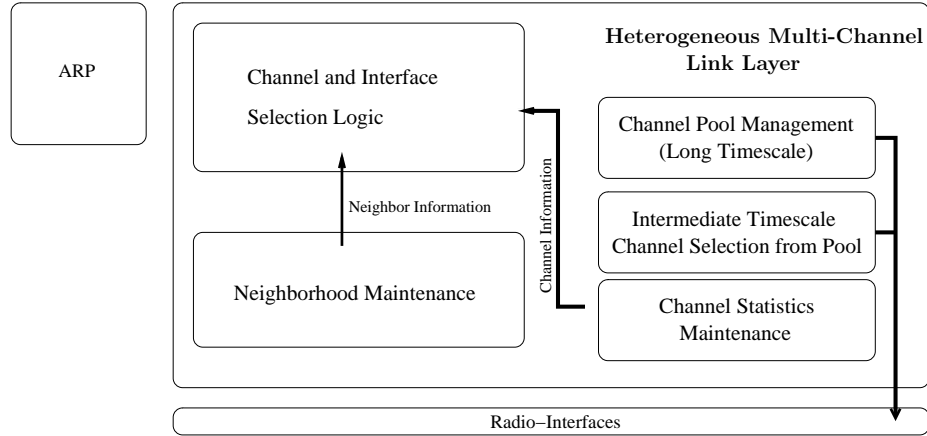 ARP
Heterogeneous Multi-Channel
Link Layer
Channel and Interface
Selection Logic
Channel Pool Management
(Long Timescale)
Neighbor Information
Channel Information
Intermediate Timescale
Channel Selection from Pool
Neighborhood Maintenance
Channel Statistics
Maintenance
Radio−Interfaces